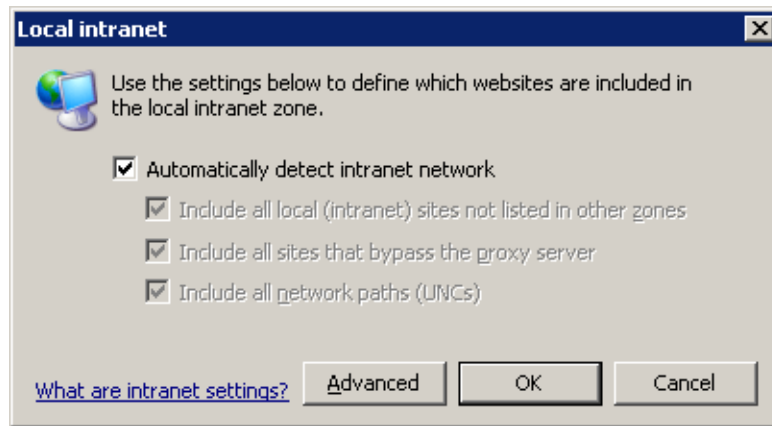 Local intranet
Use the settings below to define which websites are included in
the local intranet zone.
Automatically detect intranet network
Include all local (intranet) sites not listed in other zones
Include all sites that bypass the proxy server
Include all network paths (UNCs)
What are intranet settings? Advanced OK Cancel